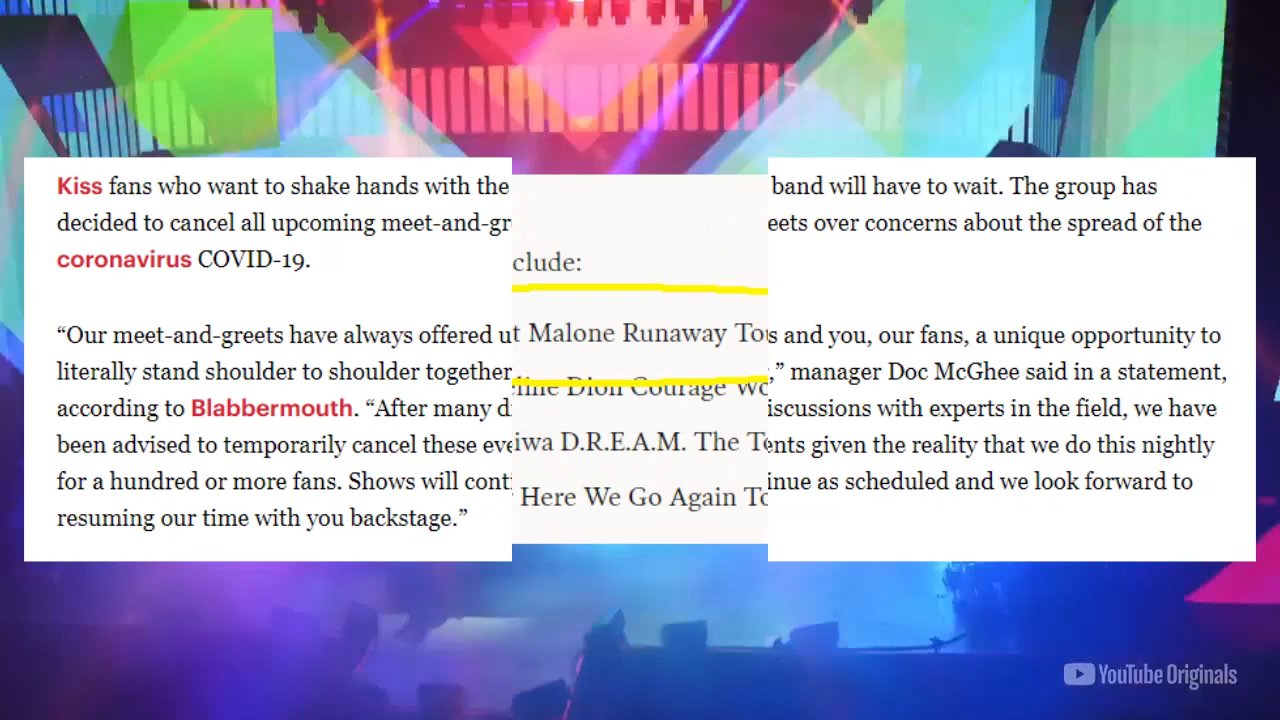 Kiss fans who want to shake hands with the
decided to cancel all upcoming meet-and-gr
coronavirus COVID-19.
“Our meet-and-greets have always offered u
literally stand shoulder to shoulder together
according to Blabbermouth. “After many d
been advised to temporarily cancel these eve
for a hundred or more fans. Shows will conti
resuming our time with you backstage.”
clude:
t Malone Runaway To
line Dion Courage Wo
iwa D.R.E.A.M. The To
Here We Go Again To
band will have to wait. The group has
eets over concerns about the spread of the
s and you, our fans, a unique opportunity to
,” manager Doc McGhee said in a statement,
iscussions with experts in the field, we have
ents given the reality that we do this nightly
inue as scheduled and we look forward to
YouTube Originals